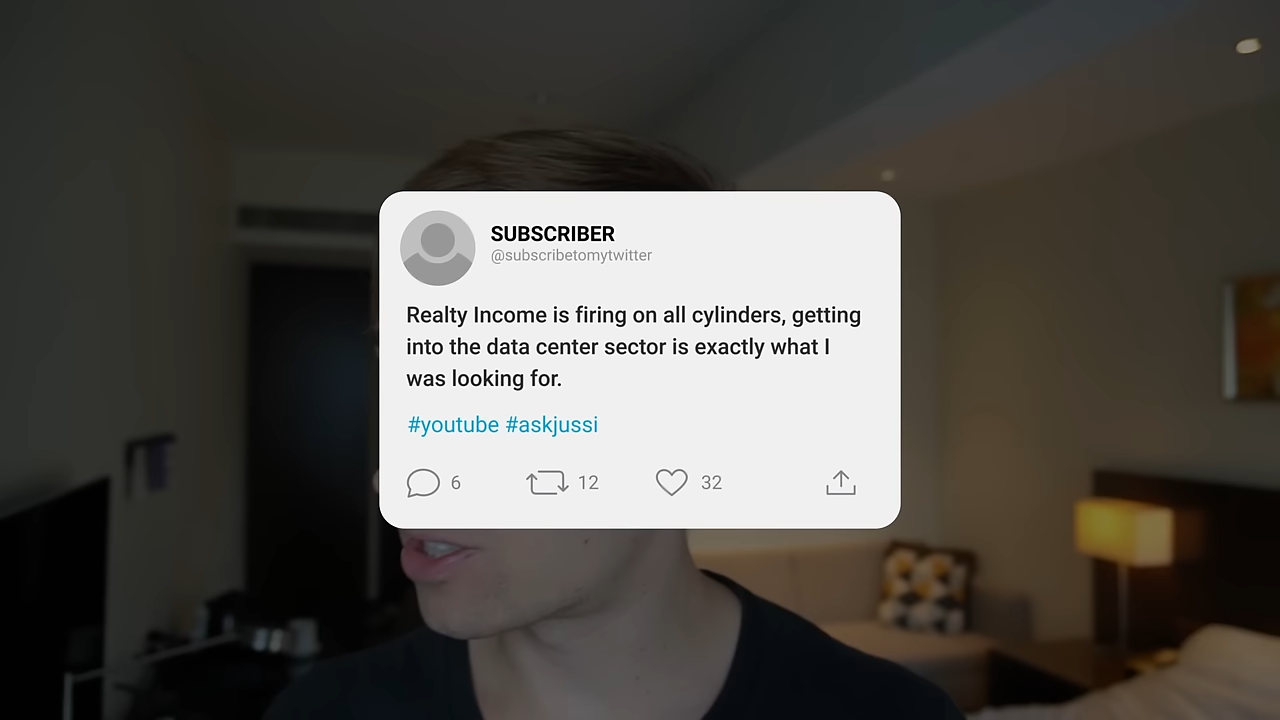 SUBSCRIBER
@subscribetomytwitter
Realty Income is firing on all cylinders, getting
into the data center sector is exactly what I
was looking for.
#youtube #askjussi
6 12 32